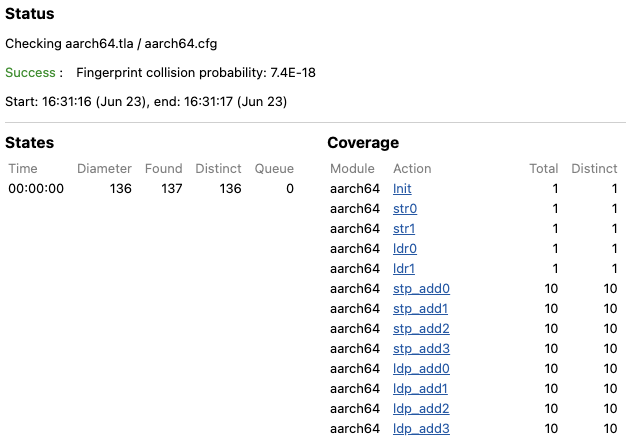 Status
Checking aarch64.tla / aarch64.cfg
Success : Fingerprint collision probability: 7.4E-18
Start: 16:31:16 (Jun 23), end: 16:31:17 (Jun 23)
States
Time Diameter Found Distinct Queue
00:00:00 136 137 136 0
Coverage
Module Action Total Distinct
aarch64 Init 1 1
aarch64 str0 1 1
aarch64 str1 1 1
aarch64 ldr0 1 1
aarch64 ldr1 1 1
aarch64 stp_add0 10 10
aarch64 stp_add1 10 10
aarch64 stp_add2 10 10
aarch64 stp_add3 10 10
aarch64 ldp_add0 10 10
aarch64 ldp_add1 10 10
aarch64 ldp_add2 10 10
aarch64 ldp_add3 10 10